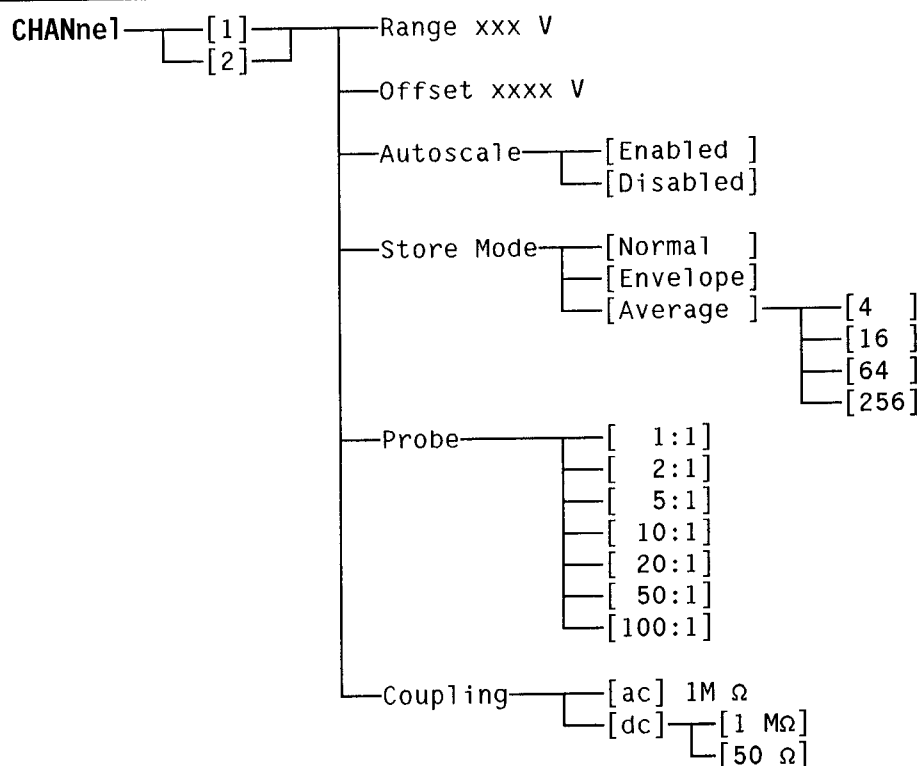 CHANnel [1] Range xxx V
[2]
Offset xxxx V
Autoscale [Enabled ]
[Disabled]
Store Mode [Normal  ]
[Envelope]
[Average ] [4  ]
[16 ]
[64 ]
[256]
Probe [  1:1]
[  2:1]
[  5:1]
[ 10:1]
[ 20:1]
[ 50:1]
[100:1]
Coupling [ac] 1M Ω
[dc] [1 MΩ]
[50 Ω]